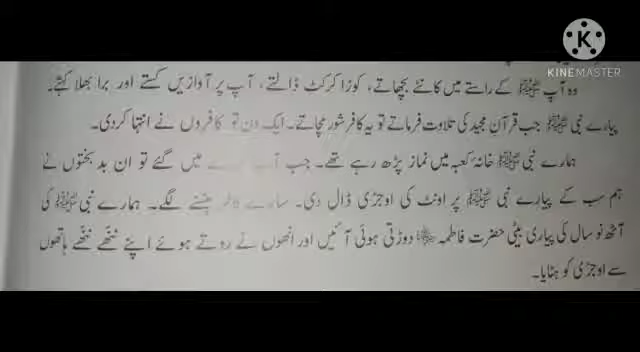 KINEMASTER
وہ آپ ﷺ کے راستے میں کانٹے بچھاتے، کوڑا کرکٹ ڈالتے، آپ پر آوازیں کستے اور برا بھلا کہتے۔
پیارے نبی ﷺ جب قرآنِ مجید کی تلاوت فرماتے تو یہ کافر شور مچاتے۔ ایک دن تو کافروں نے انتہا کر دی۔
ہمارے نبی ﷺ خانۂ کعبہ میں نماز پڑھ رہے تھے۔ جب آپ میں گئے تو ان بدبختوں نے
ہم سب کے پیارے نبی ﷺ پر اونٹ کی اوجڑی ڈال دی۔ سارے ہنسنے لگے۔ ہمارے نبی ﷺ کی
آٹھ نو سال کی پیاری بیٹی حضرت فاطمہ دوڑتی ہوئی آئیں اور انھوں نے روتے ہوئے اپنے ننھے ننھے ہاتھوں
سے اوجڑی کو ہٹایا۔